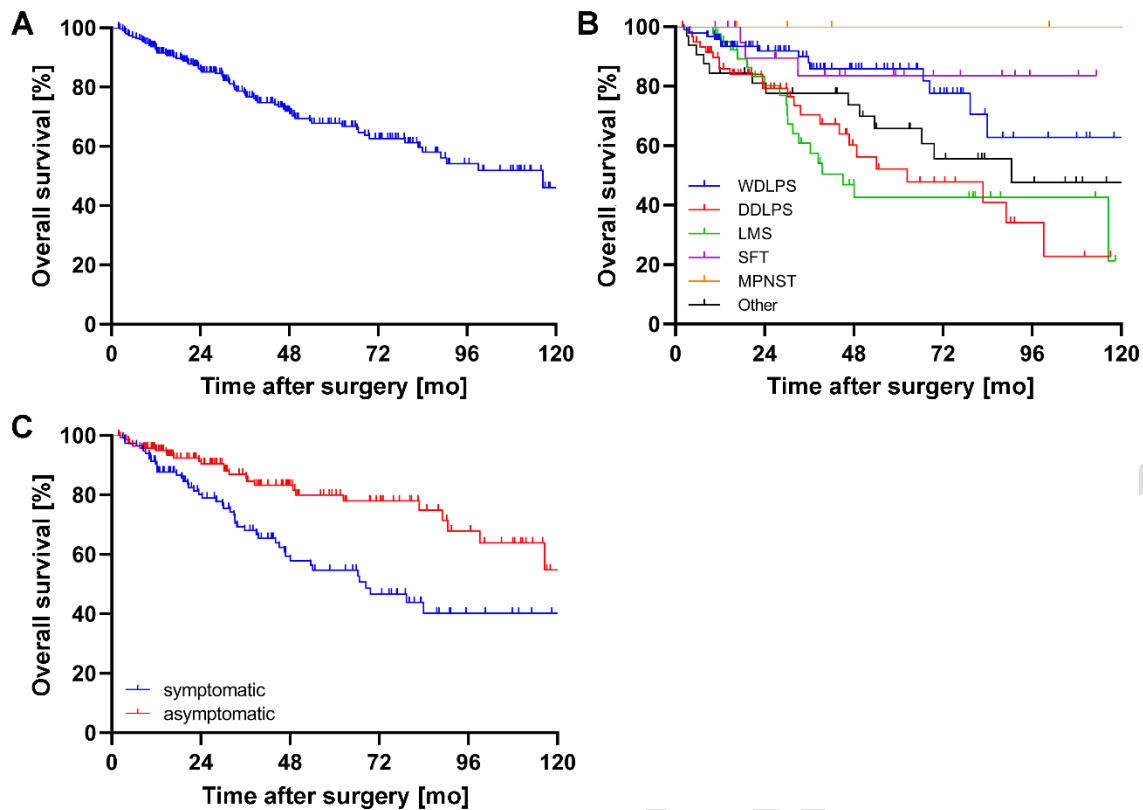 A
Overall survival [%]
100
80
60
40
20
0
0 24 48 72 96 120
Time after surgery [mo]
B
Overall survival [%]
100
80
60
40
20
0
WDLPS
DDLPS
LMS
SFT
MPNST
Other
0 24 48 72 96 120
Time after surgery [mo]
C
Overall survival [%]
100
80
60
40
20
0
symptomatic
asymptomatic
0 24 48 72 96 120
Time after surgery [mo]